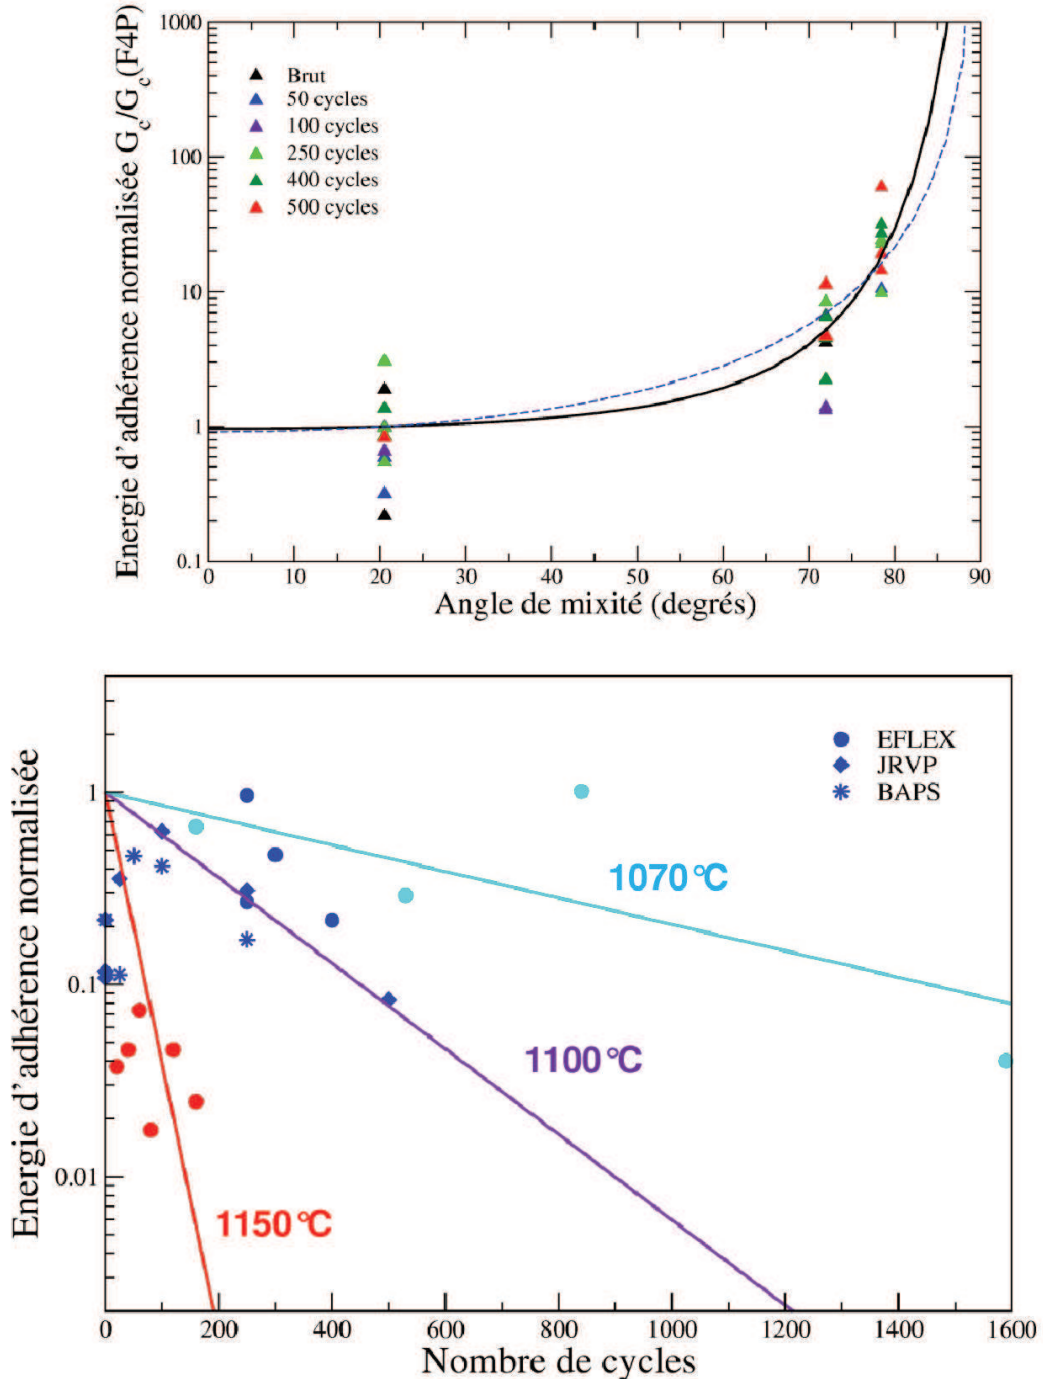 Energie d'adhérence normalisée G_c/G_c(F4P)
1000
100
10
1
0.1
Brut
50 cycles
100 cycles
250 cycles
400 cycles
500 cycles
0 10 20 30 40 50 60 70 80 90
Angle de mixité (degrés)
Energie d'adhérence normalisée
1
0.1
0.01
EFLEX
JRVP
BAPS
1070°C
1100°C
1150°C
0 200 400 600 800 1000 1200 1400 1600
Nombre de cycles